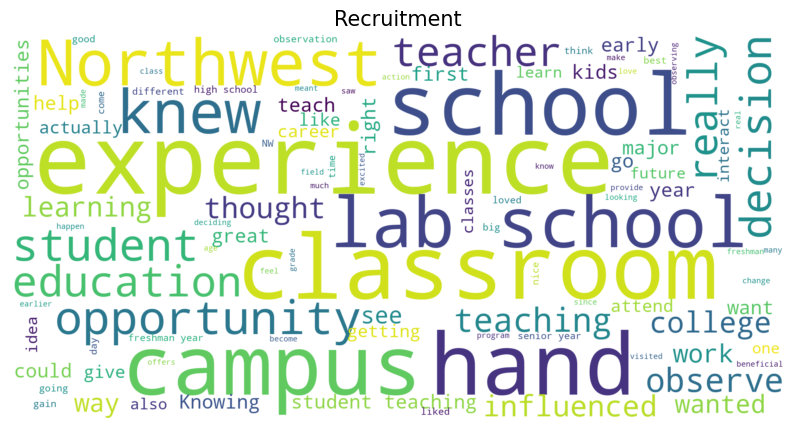 Recruitment
good
observation
Northwest
teacher
early
think
make
best
class
action
love
opportunities
first
learn
kids
observing
really
decision
help
made
come
different
high school
meant
saw
knew
teach
like
right
school
actually
career
NW
major
interact
real
experience
field
time
excited
go
future
much
know
provide
year
learning
thought
classes
loved
looking
lab school
deciding
happen
great
big
freshman
many
student
age
classroom
education
feel
grade
nice
change
earlier
opportunity
see
since
attend
want
idea
day
freshman year
getting
become
teaching
program
senior year
college
one
visited
beneficial
could
give
offers
campus
hand
work
observe
going
gain
way
also
Knowing
student teaching
liked
influenced
wanted